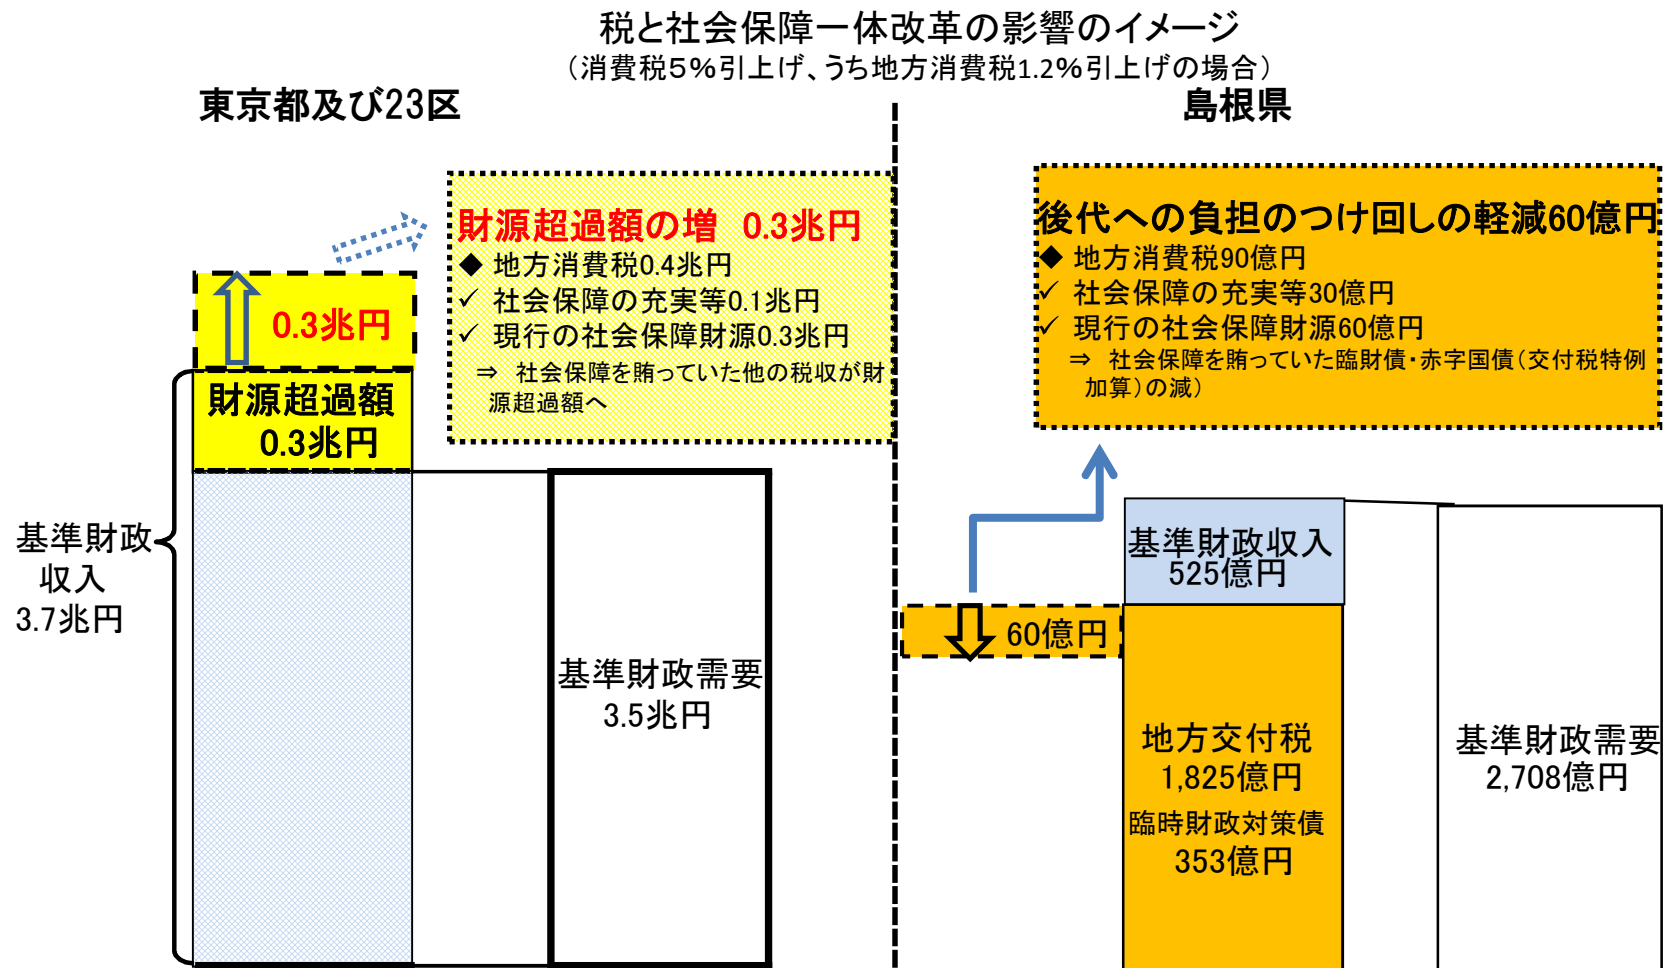 税と社会保障一体改革の影響のイメージ
（消費税５％引上げ、うち地方消費税1.2％引上げの場合）
東京都及び23区
財源超過額の増　0.3兆円
◆ 地方消費税0.4兆円
✓ 社会保障の充実等0.1兆円
✓ 現行の社会保障財源0.3兆円
⇒ 社会保障を賄っていた他の税収が財
源超過額へ
0.3兆円
財源超過額
0.3兆円
基準財政
収入
3.7兆円
基準財政需要
3.5兆円
島根県
後代への負担のつけ回しの軽減60億円
◆ 地方消費税90億円
✓ 社会保障の充実等30億円
✓ 現行の社会保障財源60億円
⇒ 社会保障を賄っていた臨財債・赤字国債（交付税特例
加算）の減）
60億円
基準財政収入
525億円
地方交付税
1,825億円
臨時財政対策債
353億円
基準財政需要
2,708億円